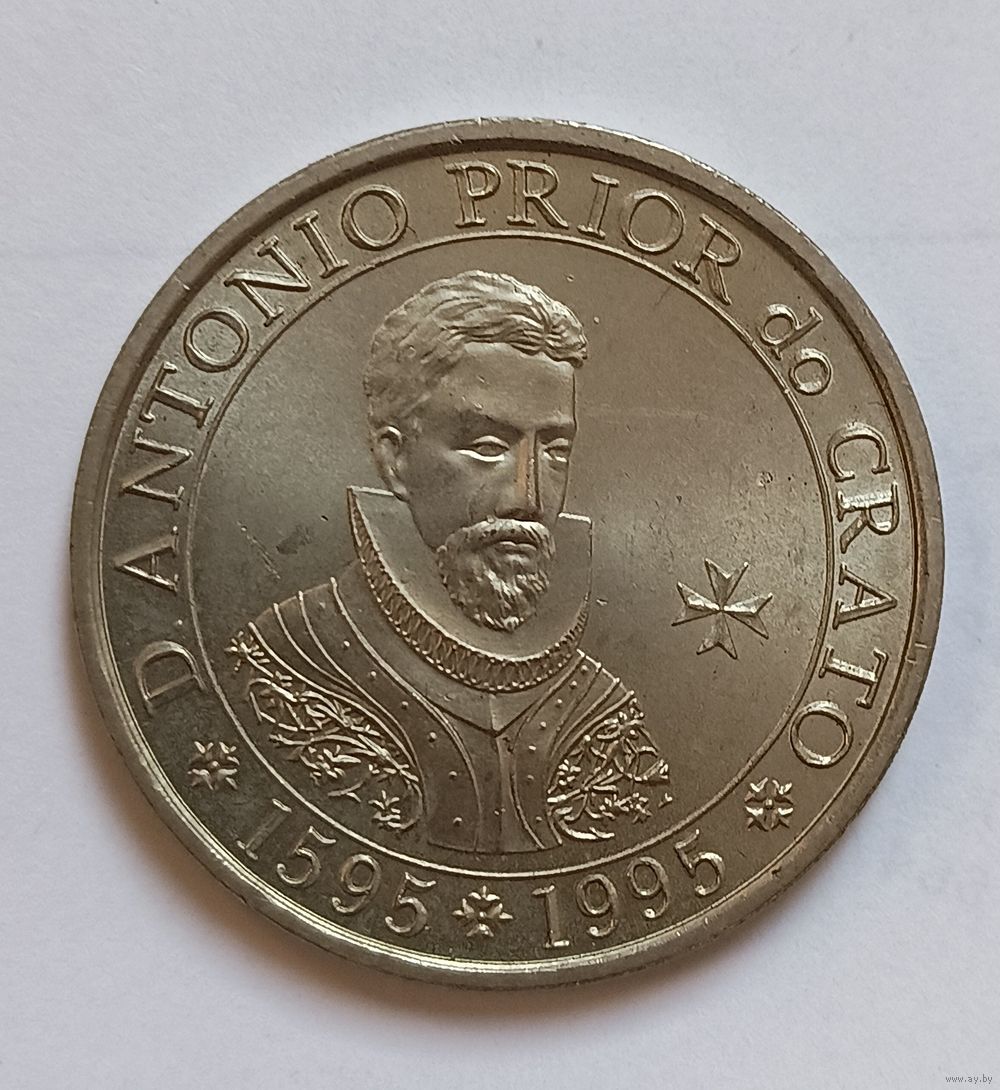 D. ANTONIO PRIOR do CRATO
1595 1995
www.ay.by